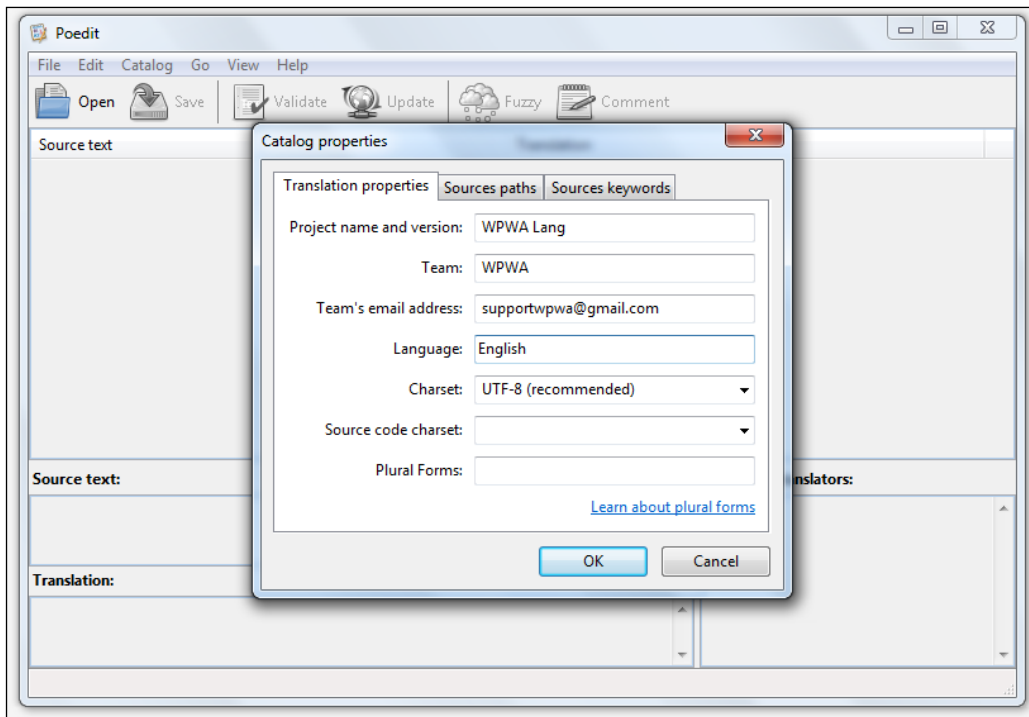 Poedit
File Edit Catalog Go View Help
Open Save Validate Update Fuzzy Comment
Source text Translation
Catalog properties
Translation properties Sources paths Sources keywords
Project name and version: WPWA Lang
Team: WPWA
Team's email address: supportwpwa@gmail.com
Language: English
Charset: UTF-8 (recommended)
Source code charset:
Plural Forms:
Learn about plural forms
OK Cancel
Source text: nslators:
Translation: